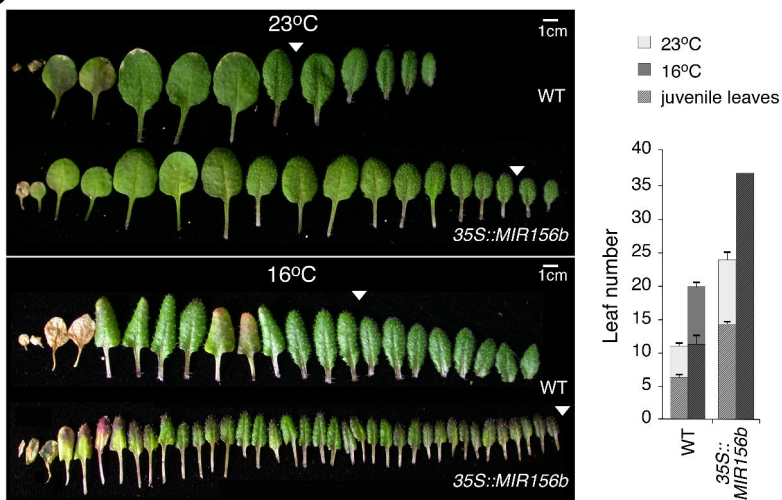 23ºC
1cm
WT
35S::MIR156b
16ºC
1cm
WT
35S::MIR156b
23ºC
16ºC
juvenile leaves
40
35
30
25
20
15
10
5
0
Leaf number
WT
35S::
MIR156b